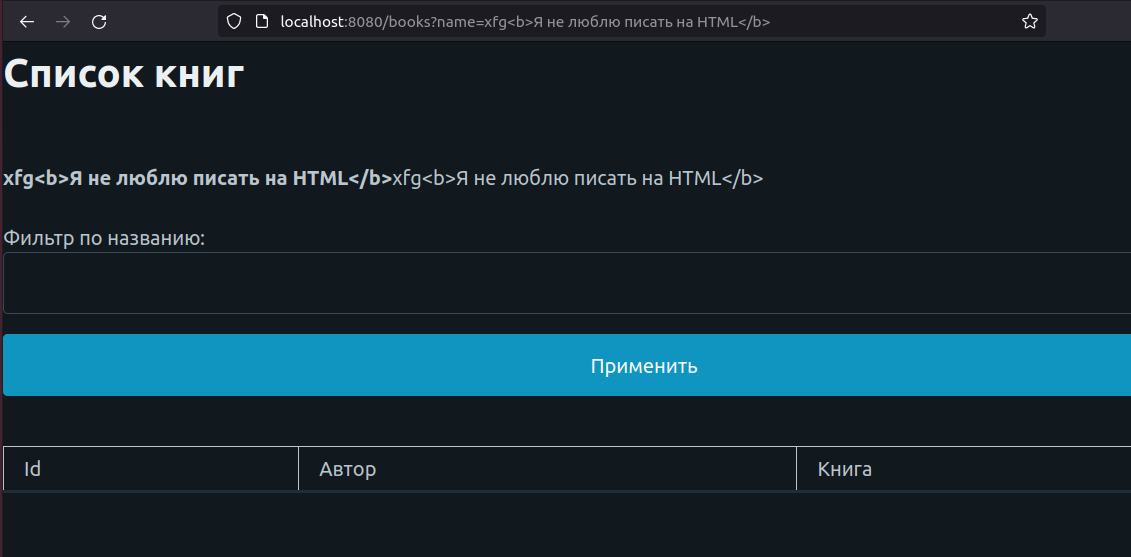 localhost:8080/books?name=xfg<b>Я не люблю писать на HTML</b>
Список книг
xfg<b>Я не люблю писать на HTML</b>xfg<b>Я не люблю писать на HTML</b>
Фильтр по названию:
Применить
Id Автор Книга